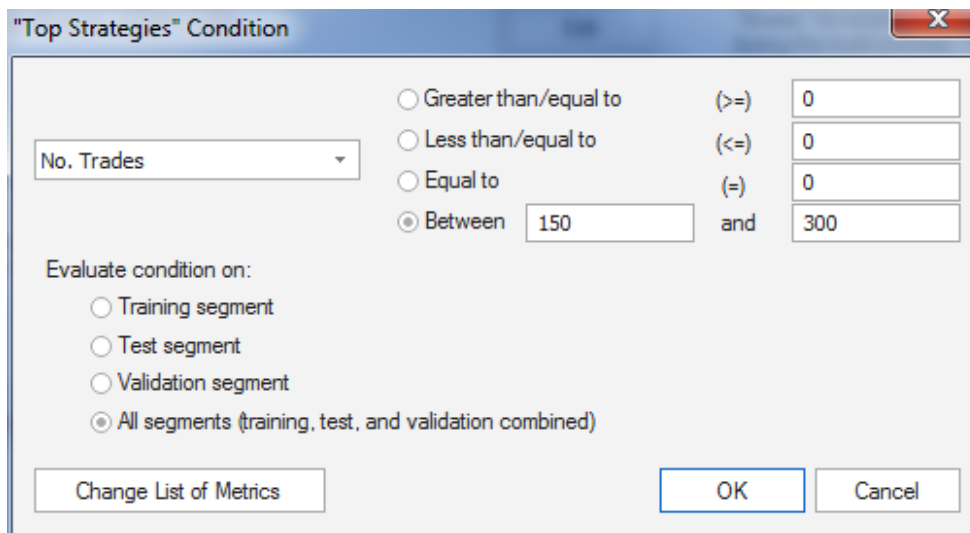 "Top Strategies" Condition
X
Greater than/equal to (>=) 0
No. Trades
Less than/equal to (<=) 0
Equal to (=) 0
Between 150 and 300
Evaluate condition on:
Training segment
Test segment
Validation segment
All segments (training, test, and validation combined)
Change List of Metrics OK Cancel